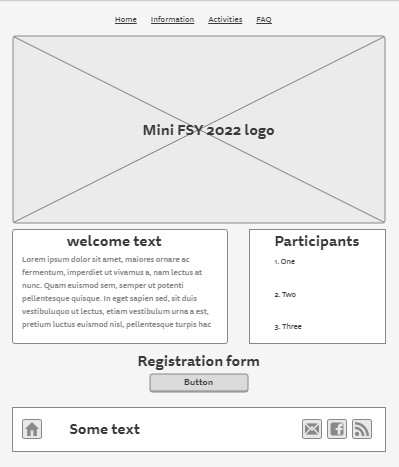 Home Information Activities FAQ
Mini FSY 2022 logo
welcome text
Lorem ipsum dolor sit amet, maiores ornare ac
fermentum, imperdiet ut vivamus a, nam lectus at
nunc. Quam euismod sem, semper ut potenti
pellentesque quisque. In eget sapien sed, sit duis
vestibuluquo ut lectus, etiam vestibulum urna a est,
pretium luctus euismod nisl, pellentesque turpis hac
Participants
1. One
2. Two
3. Three
Registration form
Button
Some text